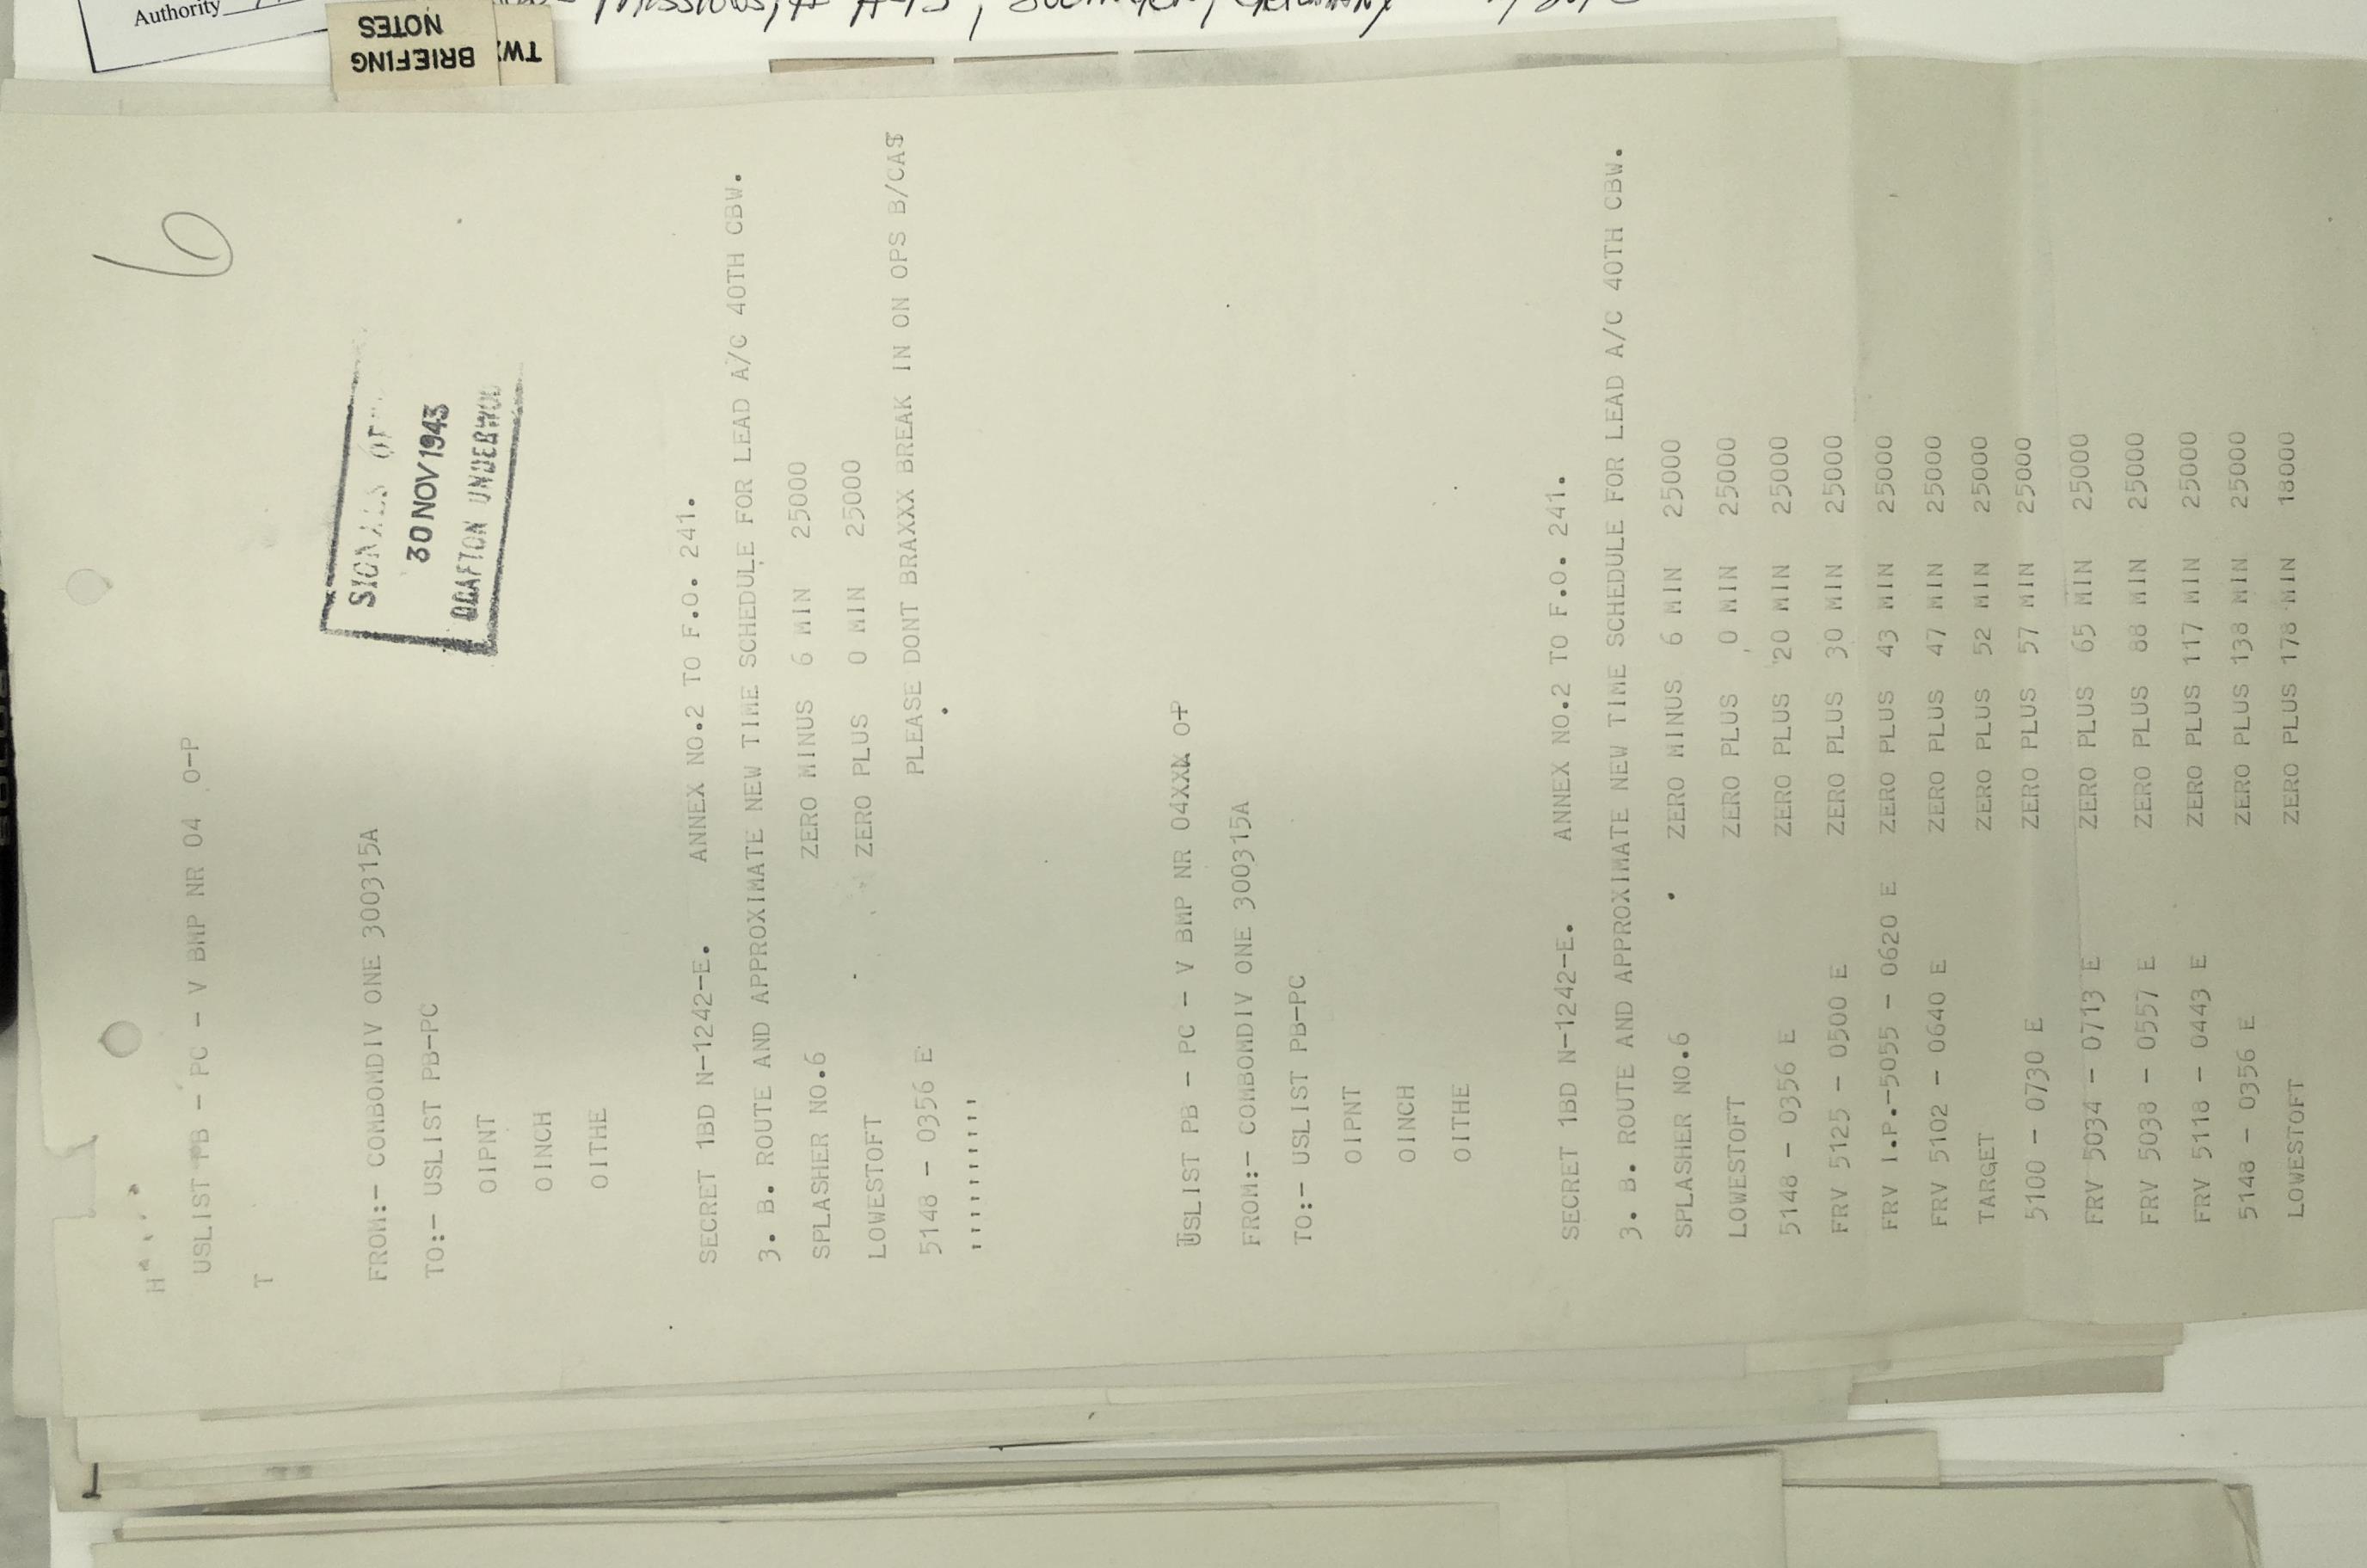 Authority
BRIEFING
NOTES
TWX
6
H
USLIST PB - PC - V BMP NR 04 O-P
T
30 NOV 1943
GRAFTON UNDERWOOD
FROM:- COMBOMDIV ONE 300315A
TO:- USLIST PB-PC
OIPNT
OINCH
OITHE
SECRET 1BD N-1242-E. ANNEX NO.2 TO F.O. 241.
3. B. ROUTE AND APPROXIMATE NEW TIME SCHEDULE FOR LEAD A/C 40TH CBW.
SPLASHER NO.6 ZERO MINUS 6 MIN 25000
LOWESTOFT ZERO PLUS 0 MIN 25000
5148 - 0356 E PLEASE DONT BRAXXX BREAK IN ON OPS B/CAS
''''''''''
USLIST PB - PC - V BMP NR 04XXX O-P
FROM:- COMBOMDIV ONE 300315A
TO:- USLIST PB-PC
OIPNT
OINCH
OITHE
SECRET 1BD N-1242-E. ANNEX NO.2 TO F.O. 241.
3. B. ROUTE AND APPROXIMATE NEW TIME SCHEDULE FOR LEAD A/C 40TH CBW.
SPLASHER NO.6 ZERO MINUS 6 MIN 25000
LOWESTOFT ZERO PLUS 0 MIN 25000
5148 - 0356 E ZERO PLUS 20 MIN 25000
FRV 5125 - 0500 E ZERO PLUS 30 MIN 25000
FRV I.P.-5055 - 0620 E ZERO PLUS 43 MIN 25000
FRV 5102 - 0640 E ZERO PLUS 47 MIN 25000
TARGET ZERO PLUS 52 MIN 25000
5100 - 0730 E ZERO PLUS 57 MIN 25000
FRV 5034 - 0713 E ZERO PLUS 65 MIN 25000
FRV 5038 - 0557 E ZERO PLUS 88 MIN 25000
FRV 5118 - 0443 E ZERO PLUS 117 MIN 25000
5148 - 0356 E ZERO PLUS 138 MIN 25000
LOWESTOFT ZERO PLUS 178 MIN 18000